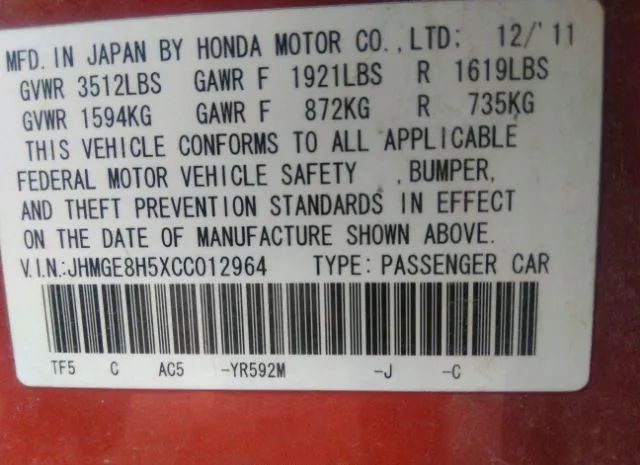 MFD. IN JAPAN BY HONDA MOTOR CO.,LTD: 12/'11
GVWR 3512LBS GAWR F 1921LBS R 1619LBS
GVWR 1594KG GAWR F 872KG R 735KG
THIS VEHICLE CONFORMS TO ALL APPLICABLE
FEDERAL MOTOR VEHICLE SAFETY , BUMPER,
AND THEFT PREVENTION STANDARDS IN EFFECT
ON THE DATE OF MANUFACTURE SHOWN ABOVE.
V.I.N.:JHMGE8H5XCC012964 TYPE: PASSENGER CAR
TF5 C AC5 -YR592M -J -C